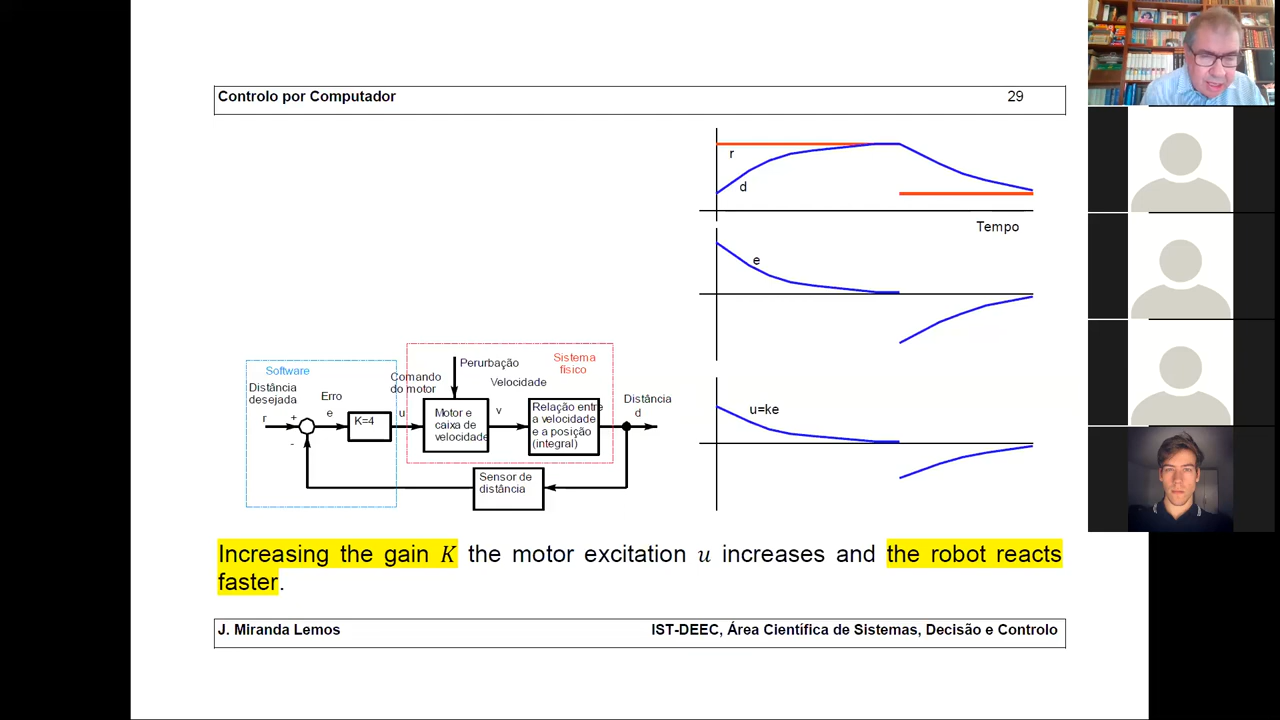 Controlo por Computador
29
r
d
Tempo
e
u=ke
Software
Distância
desejada
r
+
-
Erro
e
K=4
Comando
do motor
u
Perurbação
Velocidade
Sistema
físico
Motor e
caixa de
velocidade
v
Relação entre
a velocidade
e a posição
(integral)
Distância
d
Sensor de
distância
Increasing the gain K the motor excitation u increases and the robot reacts
faster.
J. Miranda Lemos
IST-DEEC, Área Científica de Sistemas, Decisão e Controlo